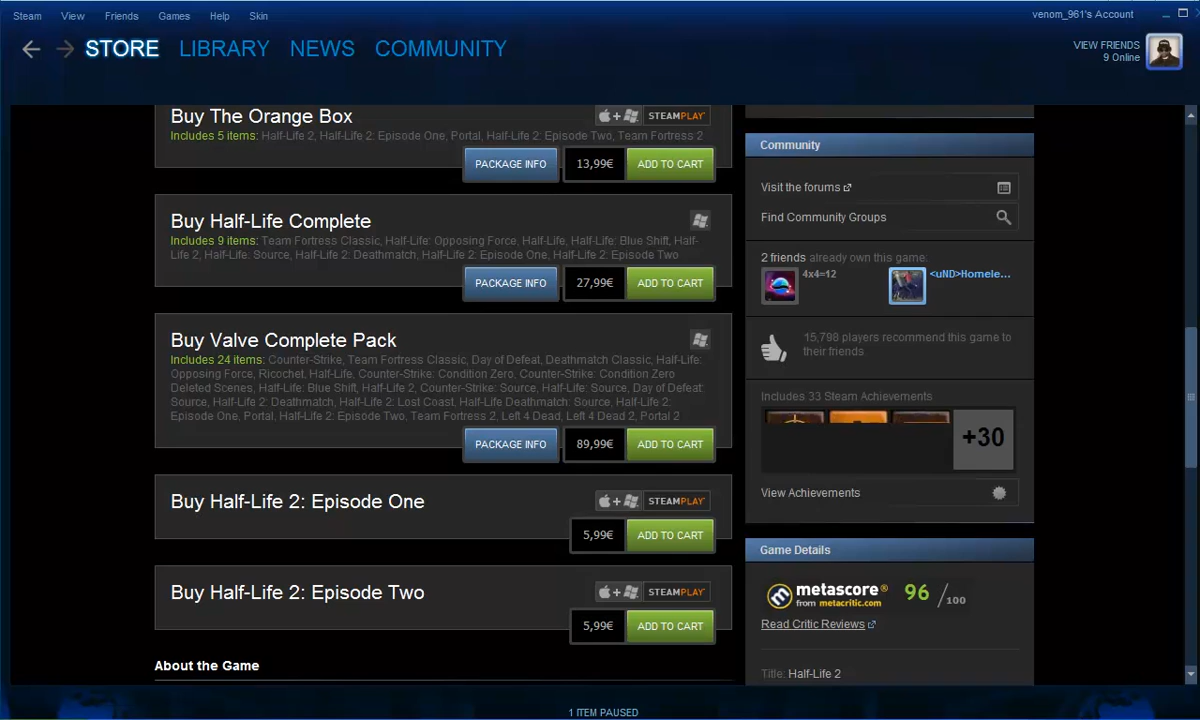 Steam View Friends Games Help Skin
venom_961's Account
STORE LIBRARY NEWS COMMUNITY
VIEW FRIENDS
9 Online
Buy The Orange Box
STEAMPLAY
Includes 5 items: Half-Life 2, Half-Life 2: Episode One, Portal, Half-Life 2: Episode Two, Team Fortress 2
PACKAGE INFO 13,99€ ADD TO CART
Buy Half-Life Complete
Includes 9 items: Team Fortress Classic, Half-Life: Opposing Force, Half-Life, Half-Life: Blue Shift, Half-
Life 2, Half-Life: Source, Half-Life 2: Deathmatch, Half-Life 2: Episode One, Half-Life 2: Episode Two
PACKAGE INFO 27,99€ ADD TO CART
Buy Valve Complete Pack
Includes 24 items: Counter-Strike, Team Fortress Classic, Day of Defeat, Deathmatch Classic, Half-Life:
Opposing Force, Ricochet, Half-Life, Counter-Strike: Condition Zero, Counter-Strike: Condition Zero
Deleted Scenes, Half-Life: Blue Shift, Half-Life 2, Counter-Strike: Source, Half-Life: Source, Day of Defeat:
Source, Half-Life 2: Deathmatch, Half-Life 2: Lost Coast, Half-Life Deathmatch: Source, Half-Life 2:
Episode One, Portal, Half-Life 2: Episode Two, Team Fortress 2, Left 4 Dead, Left 4 Dead 2, Portal 2
PACKAGE INFO 89,99€ ADD TO CART
Buy Half-Life 2: Episode One
STEAMPLAY
5,99€ ADD TO CART
Buy Half-Life 2: Episode Two
STEAMPLAY
5,99€ ADD TO CART
About the Game
Community
Visit the forums
Find Community Groups
2 friends already own this game.
4x4=12
<uND>Homele...
15,798 players recommend this game to
their friends.
Includes 33 Steam Achievements
+30
View Achievements
Game Details
metascore®
from metacritic.com
96 /100
Read Critic Reviews
Title: Half-Life 2
1 ITEM PAUSED